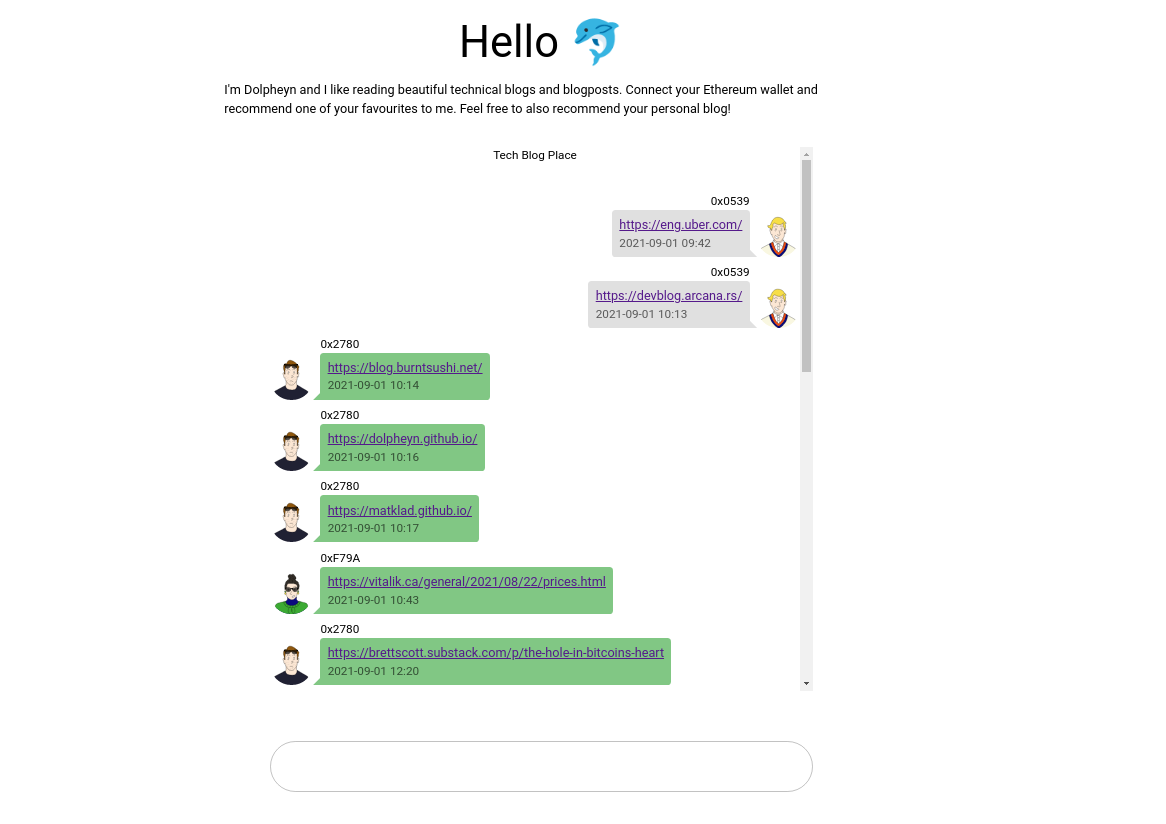 Hello 🐬
I'm Dolpheyn and I like reading beautiful technical blogs and blogposts. Connect your Ethereum wallet and
recommend one of your favourites to me. Feel free to also recommend your personal blog!
Tech Blog Place
0x0539
https://eng.uber.com/
2021-09-01 09:42
0x0539
https://devblog.arcana.rs/
2021-09-01 10:13
0x2780
https://blog.burntsushi.net/
2021-09-01 10:14
0x2780
https://dolpheyn.github.io/
2021-09-01 10:16
0x2780
https://matklad.github.io/
2021-09-01 10:17
0xF79A
https://vitalik.ca/general/2021/08/22/prices.html
2021-09-01 10:43
0x2780
https://brettscott.substack.com/p/the-hole-in-bitcoins-heart
2021-09-01 12:20